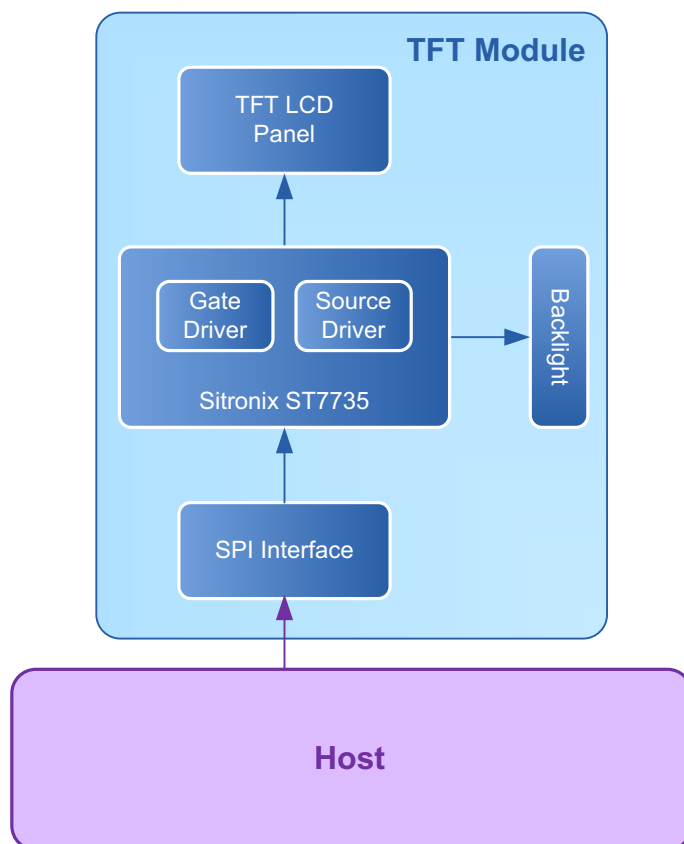 TFT Module
TFT LCD
Panel
Gate
Driver
Source
Driver
Sitronix ST7735
Backlight
SPI Interface
Host